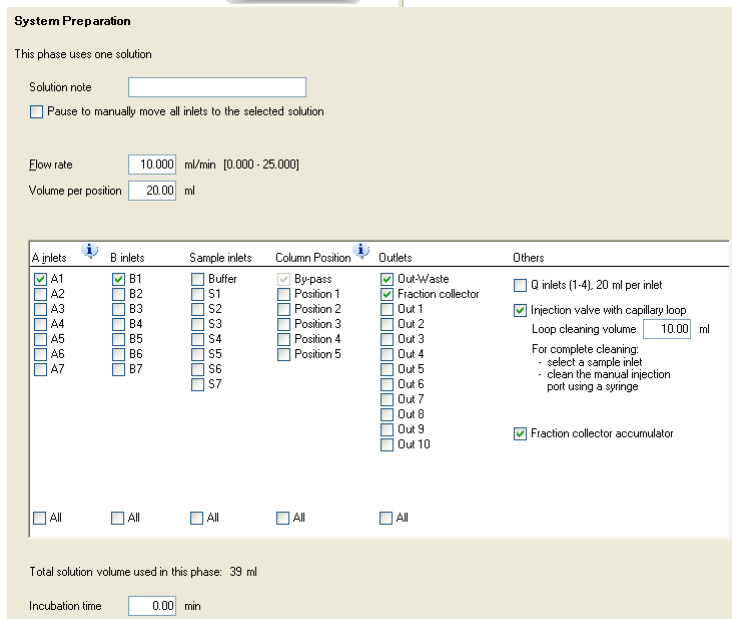 System Preparation
This phase uses one solution
Solution note
Pause to manually move all inlets to the selected solution
Flow rate 10.000 ml/min [0.000 - 25.000]
Volume per position 20.00 ml
A inlets B inlets Sample inlets Column Position Outlets Others
A1 B1 Buffer By-pass Out-Waste Q inlets (1-4), 20 ml per inlet
A2 B2 S1 Position 1 Fraction collector
A3 B3 S2 Position 2 Out 1 Injection valve with capillary loop
A4 B4 S3 Position 3 Out 2 Loop cleaning volume 10.00 ml
A5 B5 S4 Position 4 Out 3 For complete cleaning:
A6 B6 S5 Position 5 Out 4 - select a sample inlet
A7 B7 S6 Out 5 - clean the manual injection
S7 Out 6 port using a syringe
Out 7
Out 8
Out 9 Fraction collector accumulator
Out 10
All All All All All
Total solution volume used in this phase: 39 ml
Incubation time 0.00 min